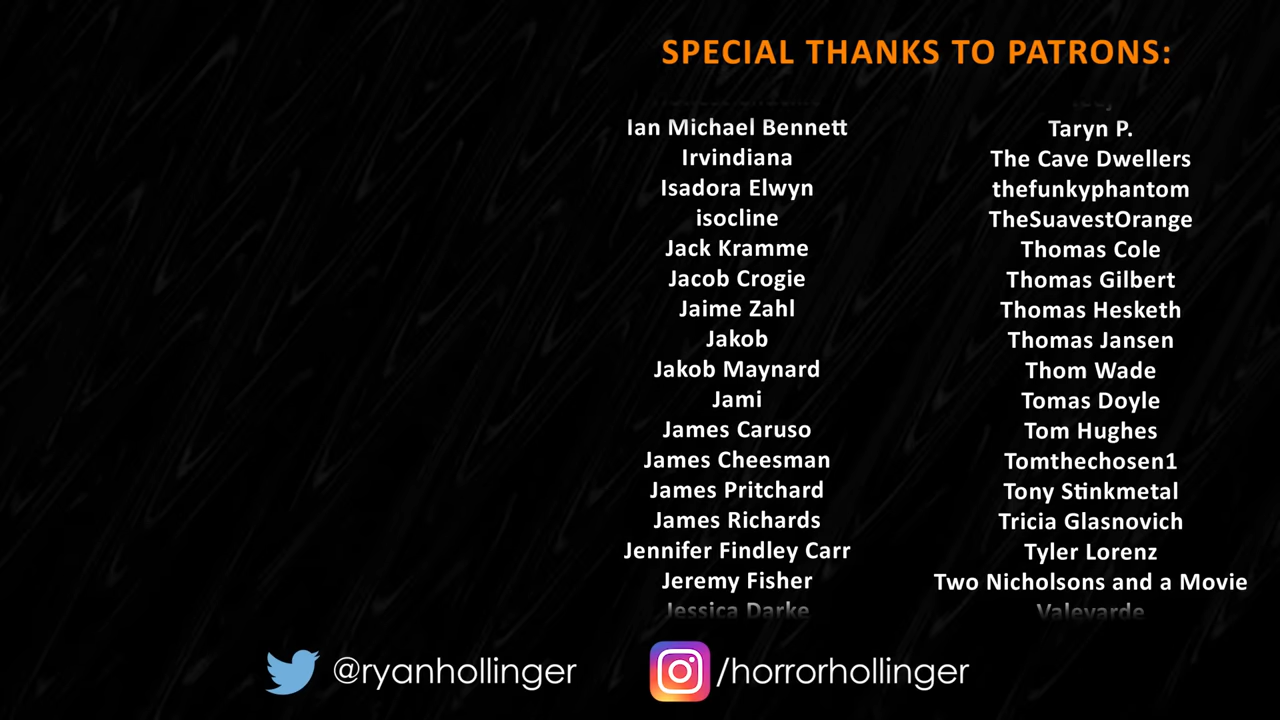 SPECIAL THANKS TO PATRONS:
Ian Michael Bennett
Irvindiana
Isadora Elwyn
isocline
Jack Kramme
Jacob Crogie
Jaime Zahl
Jakob
Jakob Maynard
Jami
James Caruso
James Cheesman
James Pritchard
James Richards
Jennifer Findley Carr
Jeremy Fisher
Jessica Darke
Taryn P.
The Cave Dwellers
thefunkyphantom
TheSuavestOrange
Thomas Cole
Thomas Gilbert
Thomas Hesketh
Thomas Jansen
Thom Wade
Tomas Doyle
Tom Hughes
Tomthechosen1
Tony Stinkmetal
Tricia Glasnovich
Tyler Lorenz
Two Nicholsons and a Movie
Valevarde
@ryanhollinger
/horrorhollinger